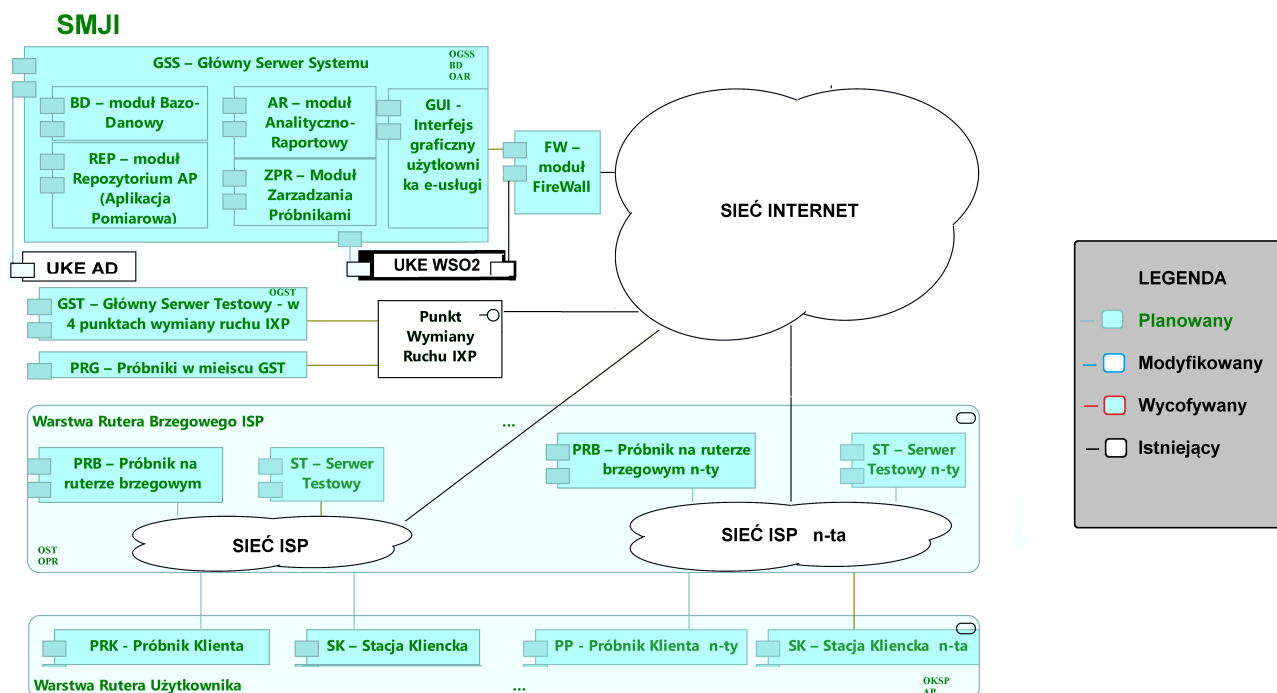 SMJI
GSS – Główny Serwer Systemu
OGSS
BD
OAR
BD – moduł Bazo-
Danowy
REP – moduł
Repozytorium AP
(Aplikacja
Pomiarowa)
AR – moduł
Analityczno-
Raportowy
ZPR – Moduł
Zarzadzania
Próbnikami
GUI -
Interfejs
graficzny
użytkowni
ka e-usługi
FW –
moduł
FireWall
SIEĆ INTERNET
UKE AD
UKE WSO2
OGST
GST – Główny Serwer Testowy - w
4 punktach wymiany ruchu IXP
PRG – Próbniki w mieiscu GST
Punkt
Wymiany
Ruchu IXP
LEGENDA
Planowany
Modyfikowany
Wycofywany
Istniejący
Warstwa Rutera Brzegowego ISP
...
PRB – Próbnik na
ruterze brzegowym
ST – Serwer
Testowy
PRB – Próbnik na ruterze
brzegowym n-ty
ST – Serwer
Testowy n-ty
SIEĆ ISP
SIEĆ ISP n-ta
OST
OPR
PRK - Próbnik Klienta
SK – Stacja Kliencka
PP - Próbnik Klienta n-ty
SK – Stacja Kliencka n-ta
Warstwa Rutera Użytkownika
...
OKSP
AP